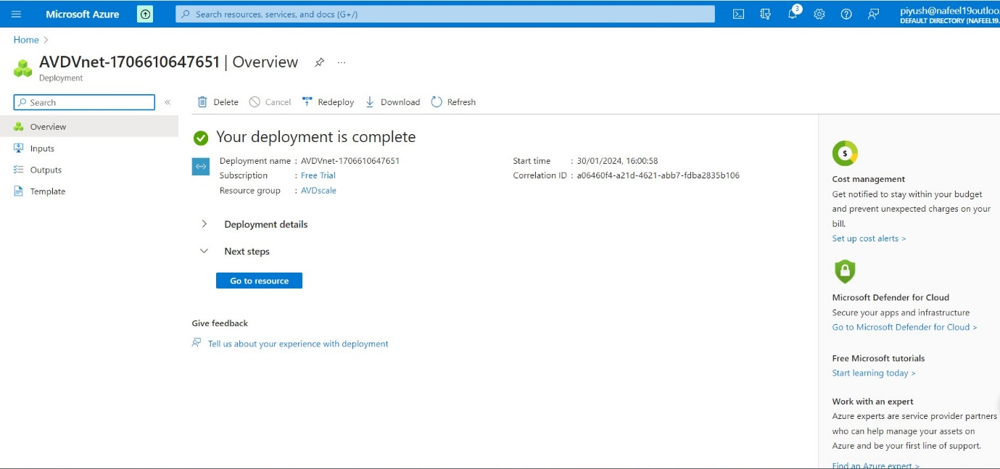 Microsoft Azure
Search resources, services, and docs (G+/)
3
piyush@nafeel19outloo
DEFAULT DIRECTORY (NAFEEL19.
Home >
AVDVnet-1706610647651 | Overview
...
Deployment
Search
«
Delete
Cancel
Redeploy
Download
Refresh
Overview
Inputs
Outputs
Template
Your deployment is complete
Deployment name : AVDVnet-1706610647651
Subscription : Free Trial
Resource group : AVDscale
Start time : 30/01/2024, 16:00:58
Correlation ID : a06460f4-a21d-4621-abb7-fdba2835b106
Deployment details
Next steps
Go to resource
Give feedback
Tell us about your experience with deployment
$
Cost management
Get notified to stay within your budget
and prevent unexpected charges on your
bill.
Set up cost alerts >
Microsoft Defender for Cloud
Secure your apps and infrastructure
Go to Microsoft Defender for Cloud >
Free Microsoft tutorials
Start learning today >
Work with an expert
Azure experts are service provider partners
who can help manage your assets on
Azure and be your first line of support.
Find an Azure expert >